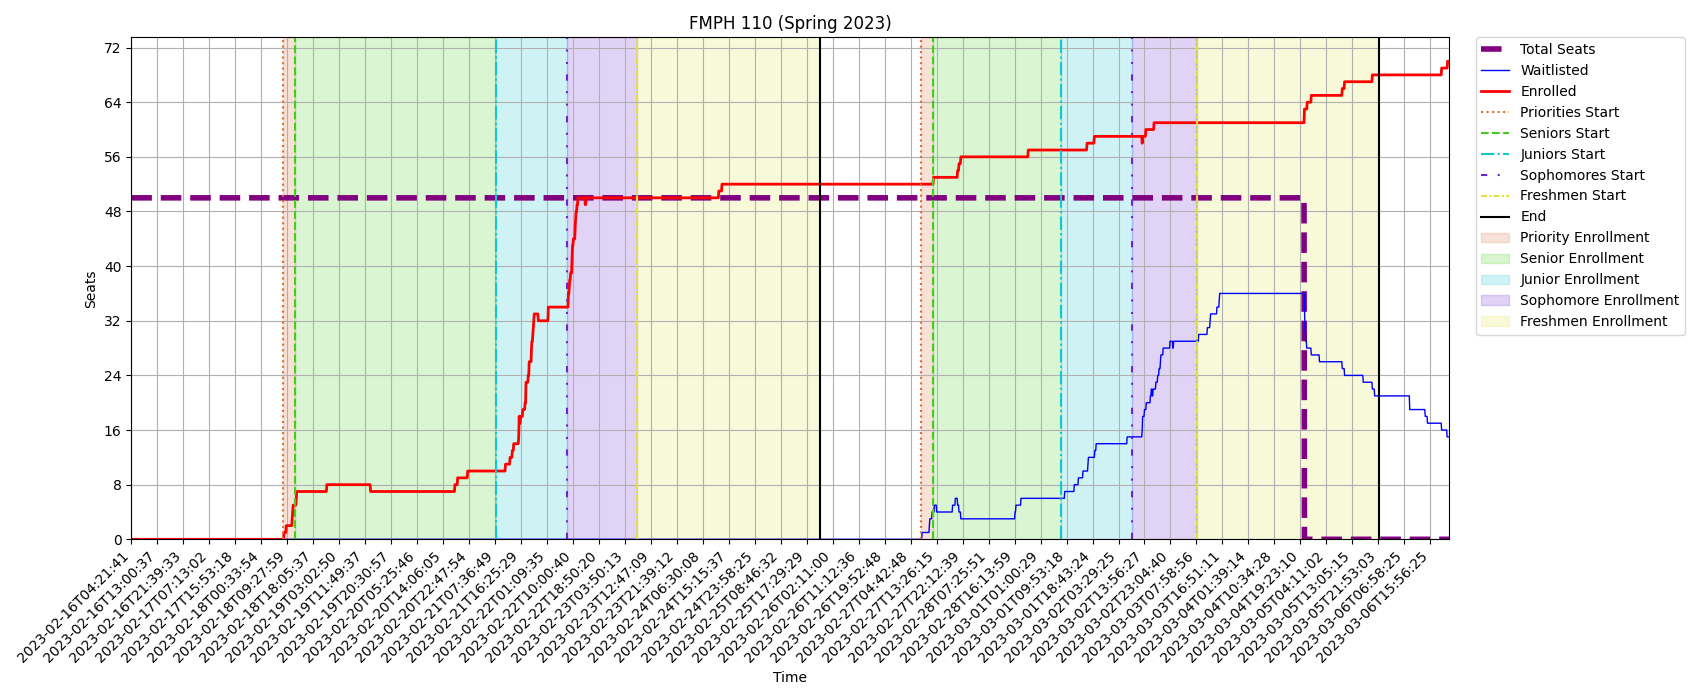 FMPH 110 (Spring 2023)
Seats
72
64
56
48
40
32
24
16
8
0
2023-02-16T04:21:41
2023-02-16T13:00:37
2023-02-16T21:39:33
2023-02-17T07:13:02
2023-02-17T15:53:18
2023-02-18T00:33:54
2023-02-18T09:27:59
2023-02-18T18:05:37
2023-02-19T03:02:50
2023-02-19T11:49:37
2023-02-19T20:30:57
2023-02-20T05:25:46
2023-02-20T14:06:05
2023-02-20T22:47:54
2023-02-21T07:36:49
2023-02-21T16:25:29
2023-02-22T01:09:35
2023-02-22T10:00:40
2023-02-22T18:50:20
2023-02-23T03:50:13
2023-02-23T12:47:09
2023-02-23T21:39:12
2023-02-24T06:30:08
2023-02-24T15:15:37
2023-02-24T23:58:25
2023-02-25T08:46:32
2023-02-25T17:29:29
2023-02-26T02:11:00
2023-02-26T11:12:36
2023-02-26T19:52:48
2023-02-27T04:42:48
2023-02-27T13:26:15
2023-02-27T22:12:39
2023-02-28T07:25:51
2023-02-28T16:13:59
2023-03-01T01:00:29
2023-03-01T09:53:18
2023-03-01T18:43:24
2023-03-02T03:29:25
2023-03-02T13:56:27
2023-03-02T23:04:40
2023-03-03T07:58:56
2023-03-03T16:51:11
2023-03-04T01:39:14
2023-03-04T10:34:28
2023-03-04T19:23:10
2023-03-05T04:11:02
2023-03-05T13:05:15
2023-03-05T21:53:03
2023-03-06T06:58:25
2023-03-06T15:56:25
Time
Total Seats
Waitlisted
Enrolled
Priorities Start
Seniors Start
Juniors Start
Sophomores Start
Freshmen Start
End
Priority Enrollment
Senior Enrollment
Junior Enrollment
Sophomore Enrollment
Freshmen Enrollment